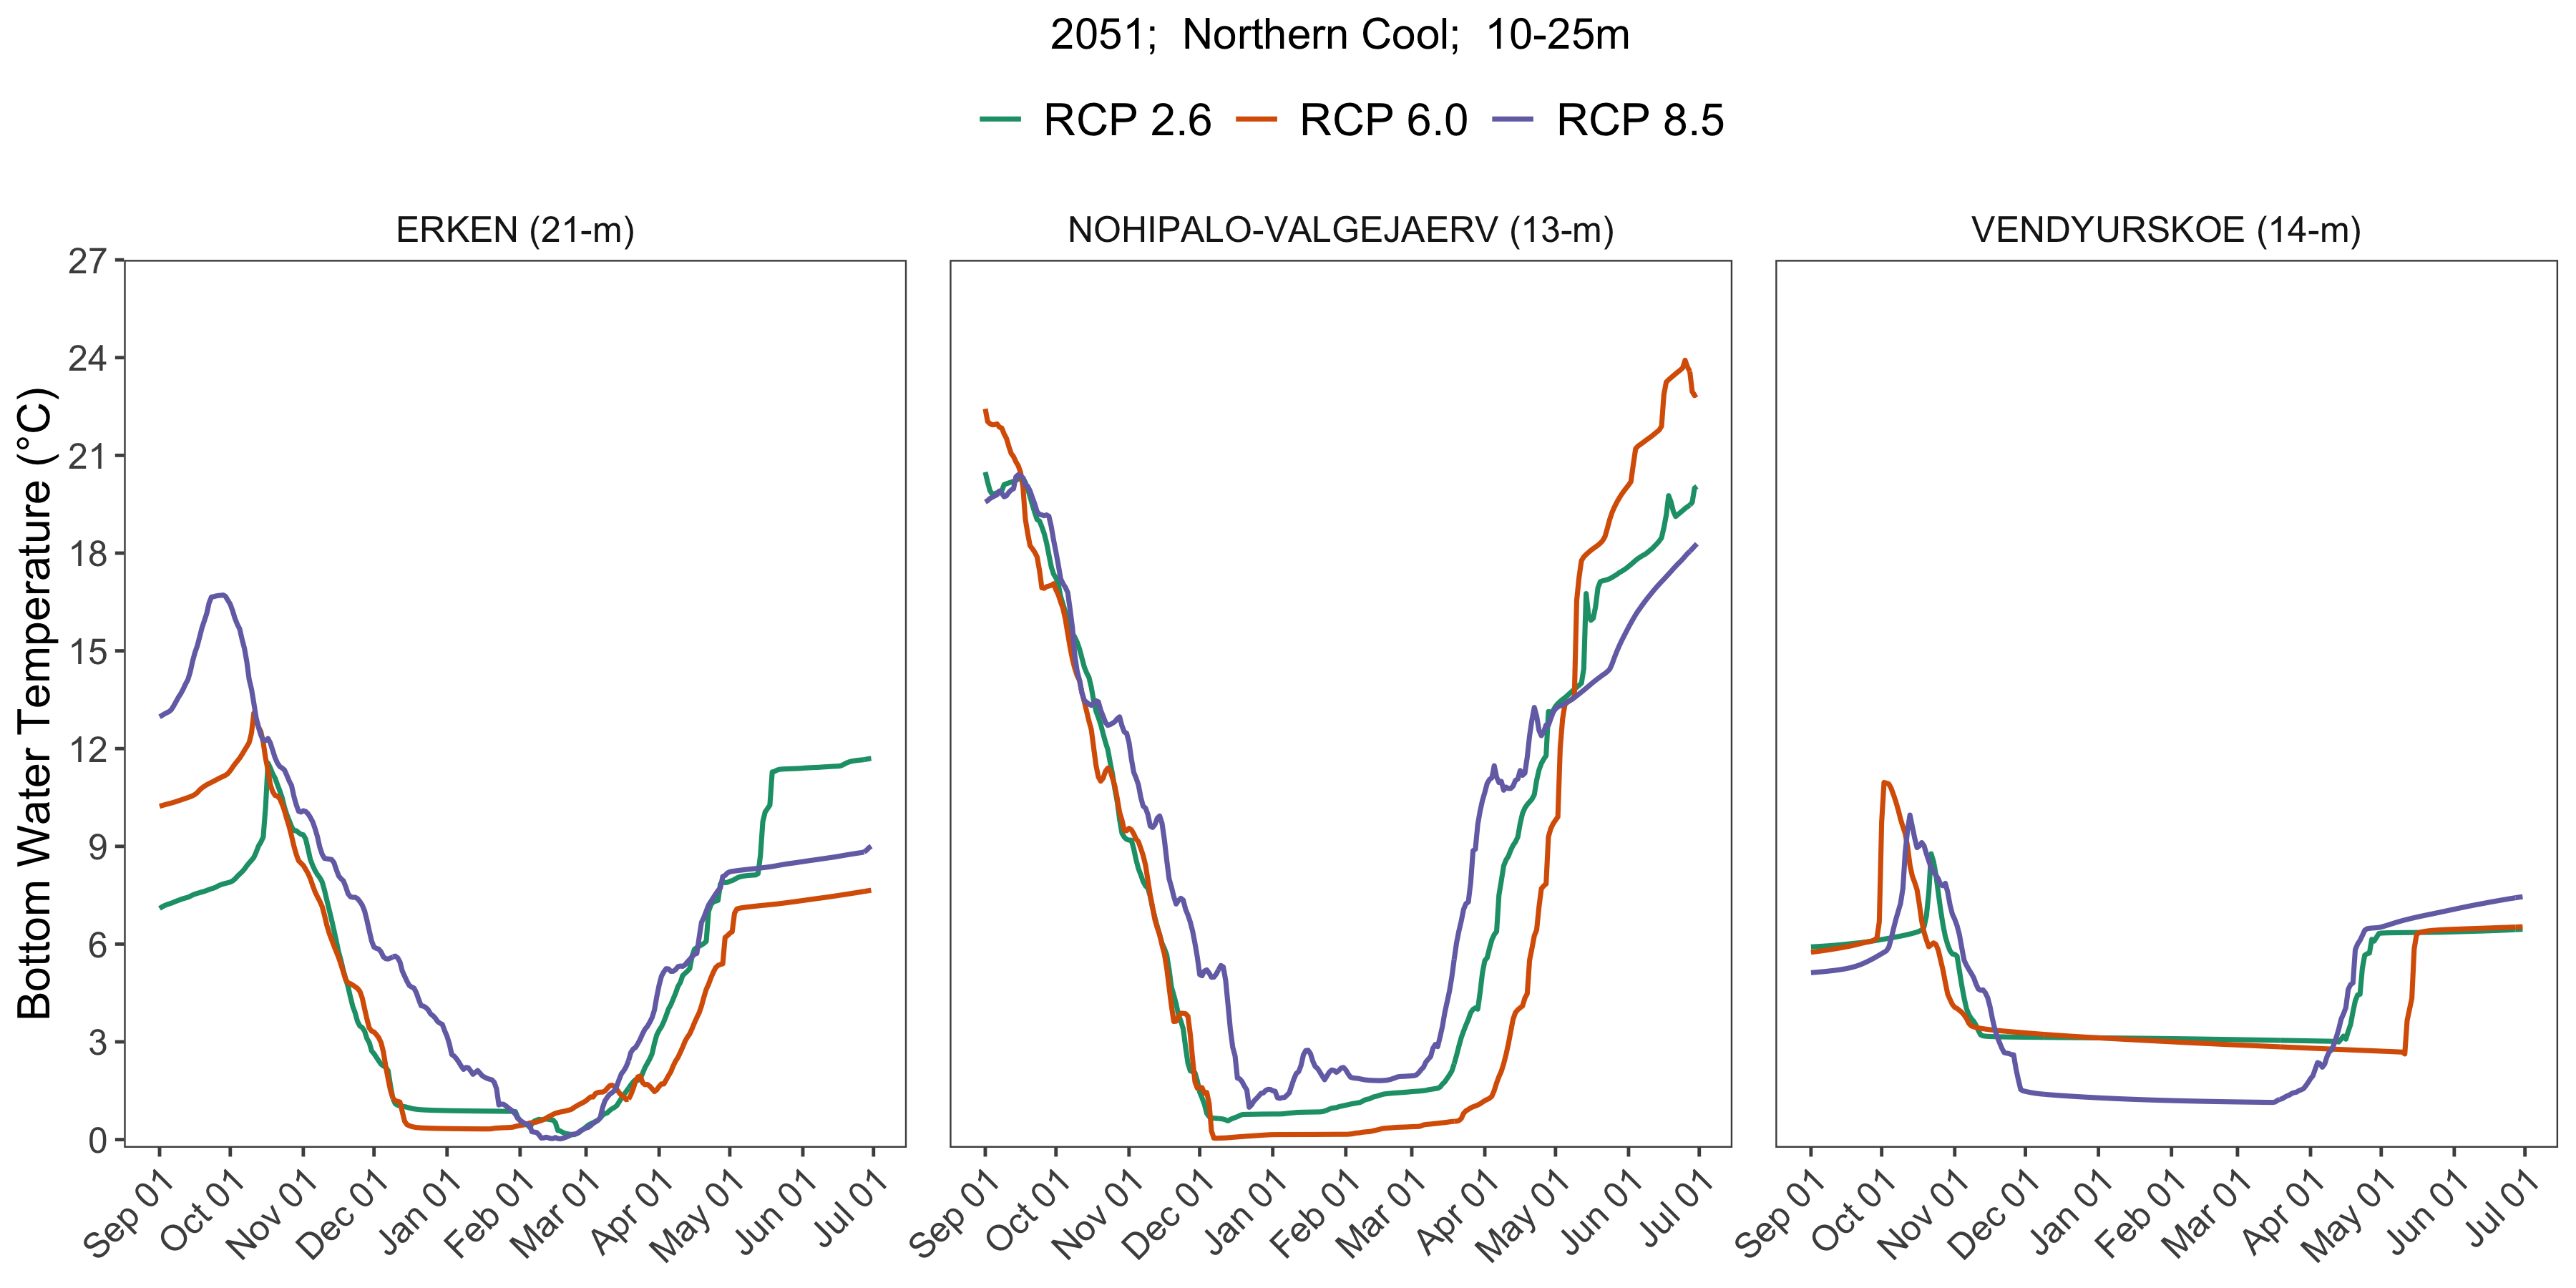 2051;  Northern Cool;  10-25m
RCP 2.6 RCP 6.0 RCP 8.5
ERKEN (21-m) NOHIPALO-VALGEJAERV (13-m) VENDYURSKOE (14-m)
Bottom Water Temperature (°C)
27
24
21
18
15
12
9
6
3
0
Sep 01 Oct 01 Nov 01 Dec 01 Jan 01 Feb 01 Mar 01 Apr 01 May 01 Jun 01 Jul 01 Sep 01 Oct 01 Nov 01 Dec 01 Jan 01 Feb 01 Mar 01 Apr 01 May 01 Jun 01 Jul 01 Sep 01 Oct 01 Nov 01 Dec 01 Jan 01 Feb 01 Mar 01 Apr 01 May 01 Jun 01 Jul 01